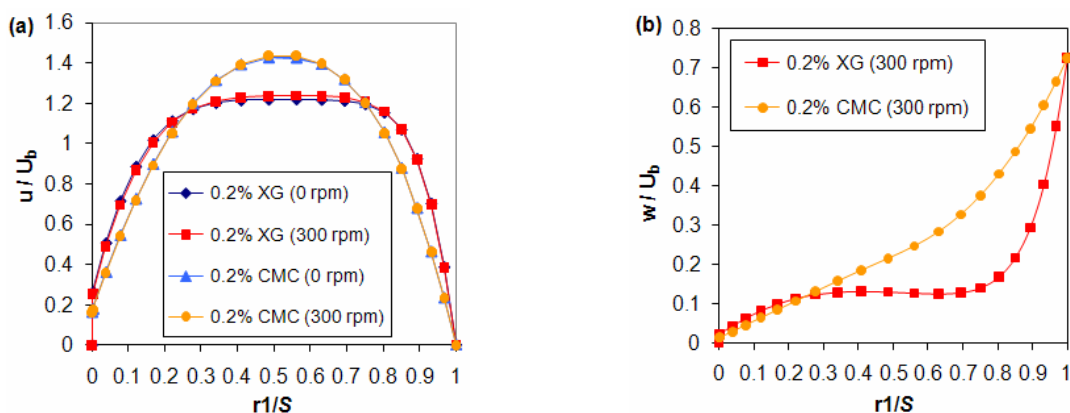 (a)
u / U_b
1.6
1.4
1.2
1
0.8
0.6
0.4
0.2
0
0.2% XG (0 rpm)
0.2% XG (300 rpm)
0.2% CMC (0 rpm)
0.2% CMC (300 rpm)
0 0.1 0.2 0.3 0.4 0.5 0.6 0.7 0.8 0.9 1
r1/S
(b)
w / U_b
0.8
0.7
0.6
0.5
0.4
0.3
0.2
0.1
0
0.2% XG (300 rpm)
0.2% CMC (300 rpm)
0 0.1 0.2 0.3 0.4 0.5 0.6 0.7 0.8 0.9 1
r1/S